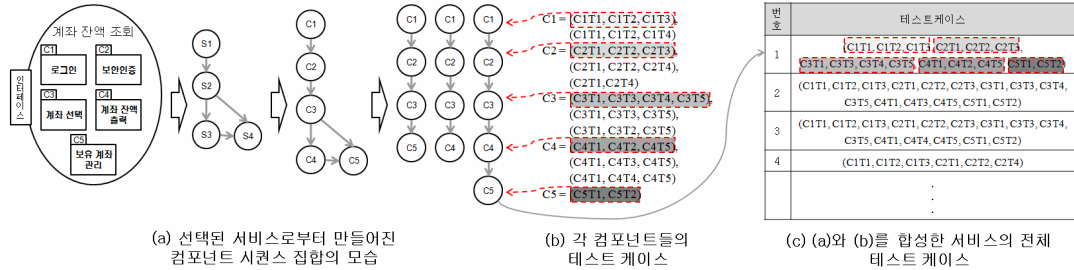 계좌 잔액 조회
인터페이스
C1
로그인
C2
보안인증
C3
계좌 선택
C4
계좌 잔액
출력
C5
보유 계좌
관리
S1
S2
S3
S4
C1
C2
C3
C4
C5
C1
C2
C3
C5
C1
C2
C3
C4
C1
C2
C3
C4
C5
(a) 선택된 서비스로부터 만들어진
컴포넌트 시퀀스 집합의 모습
C1 = (C1T1, C1T2, C1T3),
(C1T1, C1T2, C1T4)
C2 = (C2T1, C2T2, C2T3),
(C2T1, C2T2, C2T4),
(C2T1,C2T4)
C3 = (C3T1, C3T3, C3T4, C3T5),
(C3T1, C3T3, C3T5),
(C3T1, C3T2, C3T5)
C4 = (C4T1, C4T2, C4T5),
(C4T1, C4T3, C4T5),
(C4T1, C4T4, C4T5)
C5 = (C5T1, C5T2)
(b) 각 컴포넌트들의
테스트 케이스
번호
테스트케이스
1
(C1T1, C1T2, C1T3, C2T1, C2T2, C2T3,
C3T1, C3T3, C3T4, C3T5, C4T1, C4T2, C4T5, C5T1, C5T2)
2
(C1T1, C1T2, C1T3, C2T1, C2T2, C2T3, C3T1, C3T3, C3T4,
C3T5, C4T1, C4T3, C4T5, C5T1, C5T2)
3
(C1T1, C1T2, C1T3, C2T1, C2T2, C2T3, C3T1, C3T3, C3T4,
C3T5, C4T1, C4T4, C4T5, C5T1, C5T2)
4
(C1T1, C1T2, C1T3, C2T1, C2T2, C2T4)
.
.
.
(c) (a)와 (b)를 합성한 서비스의 전체
테스트 케이스